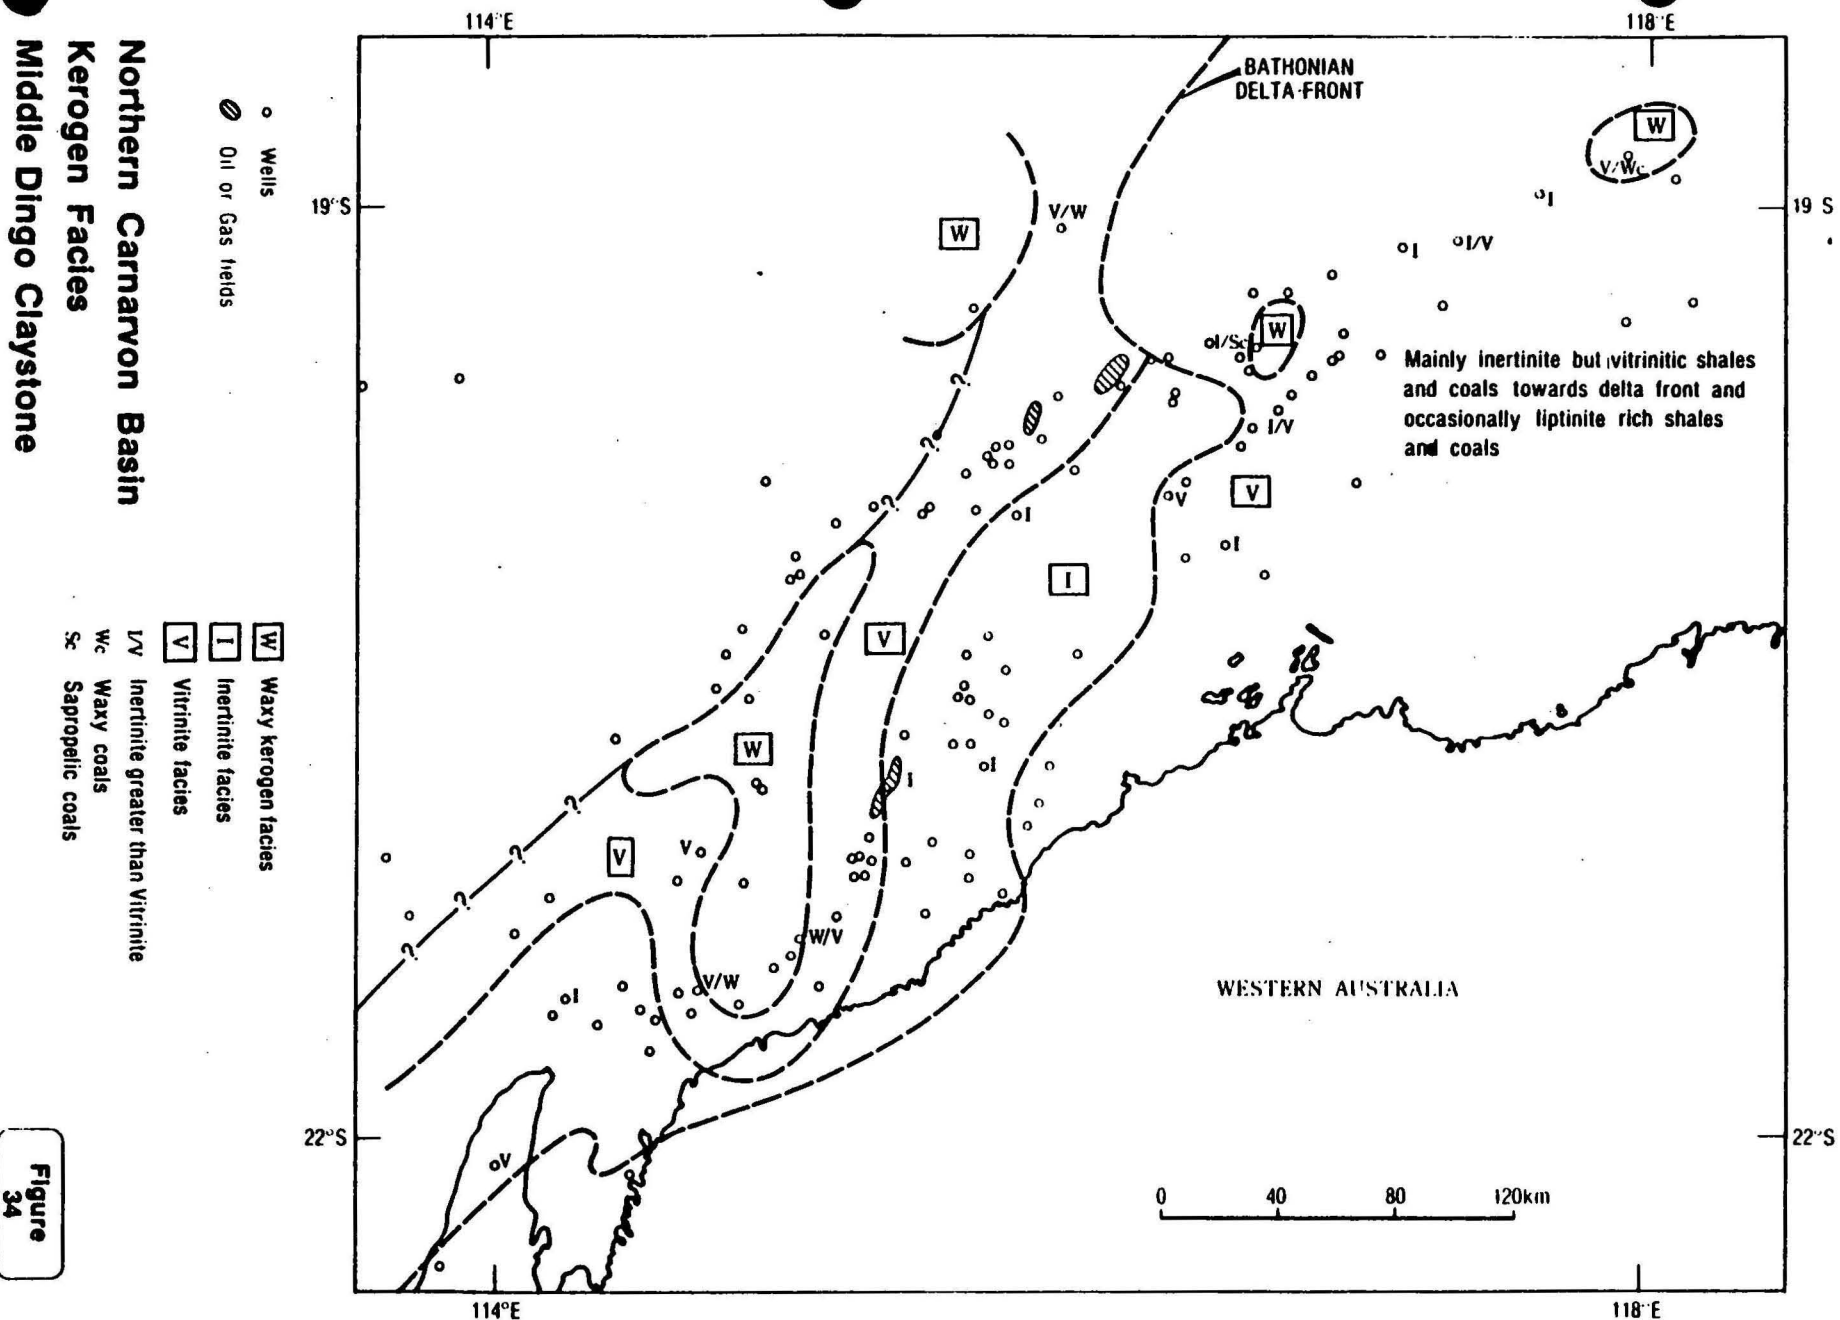 Northern Carnarvon Basin
Kerogen Facies
Middle Dingo Claystone
Wells
Oil or Gas fields
W Waxy kerogen facies
I Inertinite facies
V Vitrinite facies
I/V Inertinite greater than Vitrinite
Wc Waxy coals
Sc Sapropelic coals
Figure
34
114°E
118°E
BATHONIAN
DELTA-FRONT
W
V/Wc
I
19°S
19 S
W
V/W
I
I/V
I/Sc
W
Mainly inertinite but vitrinitic shales
and coals towards delta front and
occasionally liptinite rich shales
and coals
?
?
I/V
V
V
?
I
I
I
V
W
I
I
?
V
V
?
?
?
W/V
V/W
I
WESTERN AUSTRALIA
22°S
22°S
V
0 40 80 120km
114°E
118°E